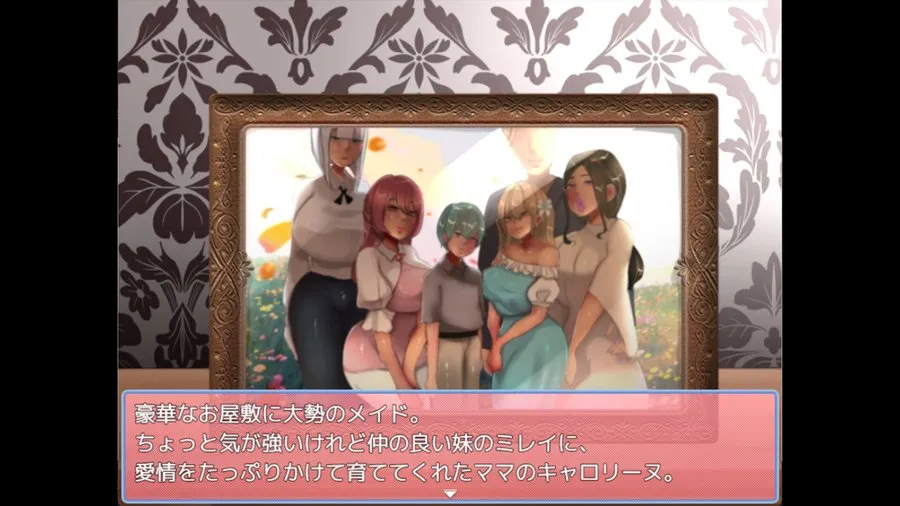 豪華なお屋敷に大勢のメイド。
ちょっと気が強いけれど仲の良い妹のミレイに、
愛情をたっぷりかけて育ててくれたママのキャロリーヌ。